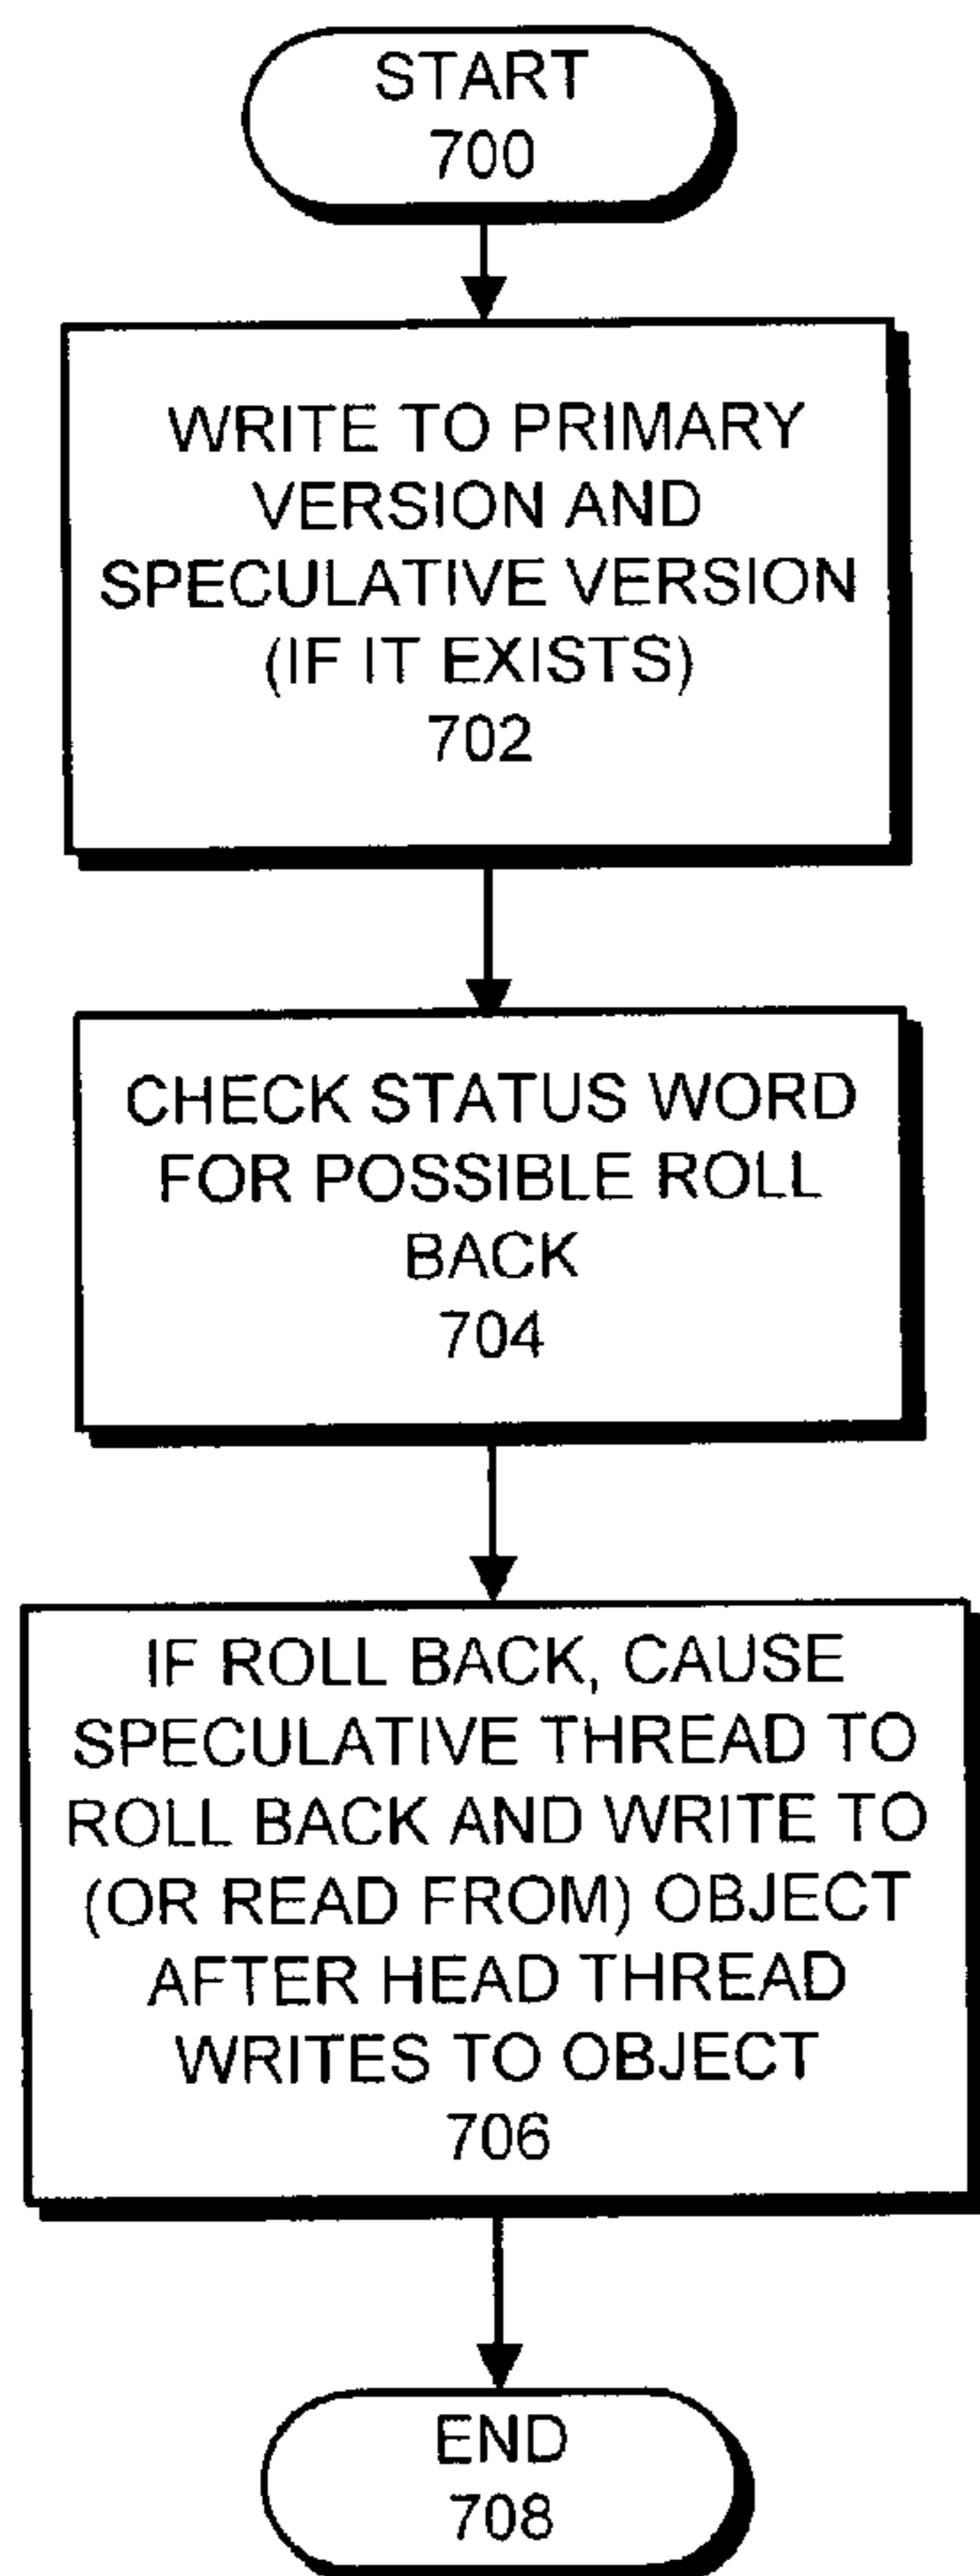 START
700
WRITE TO PRIMARY
VERSION AND
SPECULATIVE VERSION
(IF IT EXISTS)
702
CHECK STATUS WORD
FOR POSSIBLE ROLL
BACK
704
IF ROLL BACK, CAUSE
SPECULATIVE THREAD TO
ROLL BACK AND WRITE TO
(OR READ FROM) OBJECT
AFTER HEAD THREAD
WRITES TO OBJECT
706
END
708